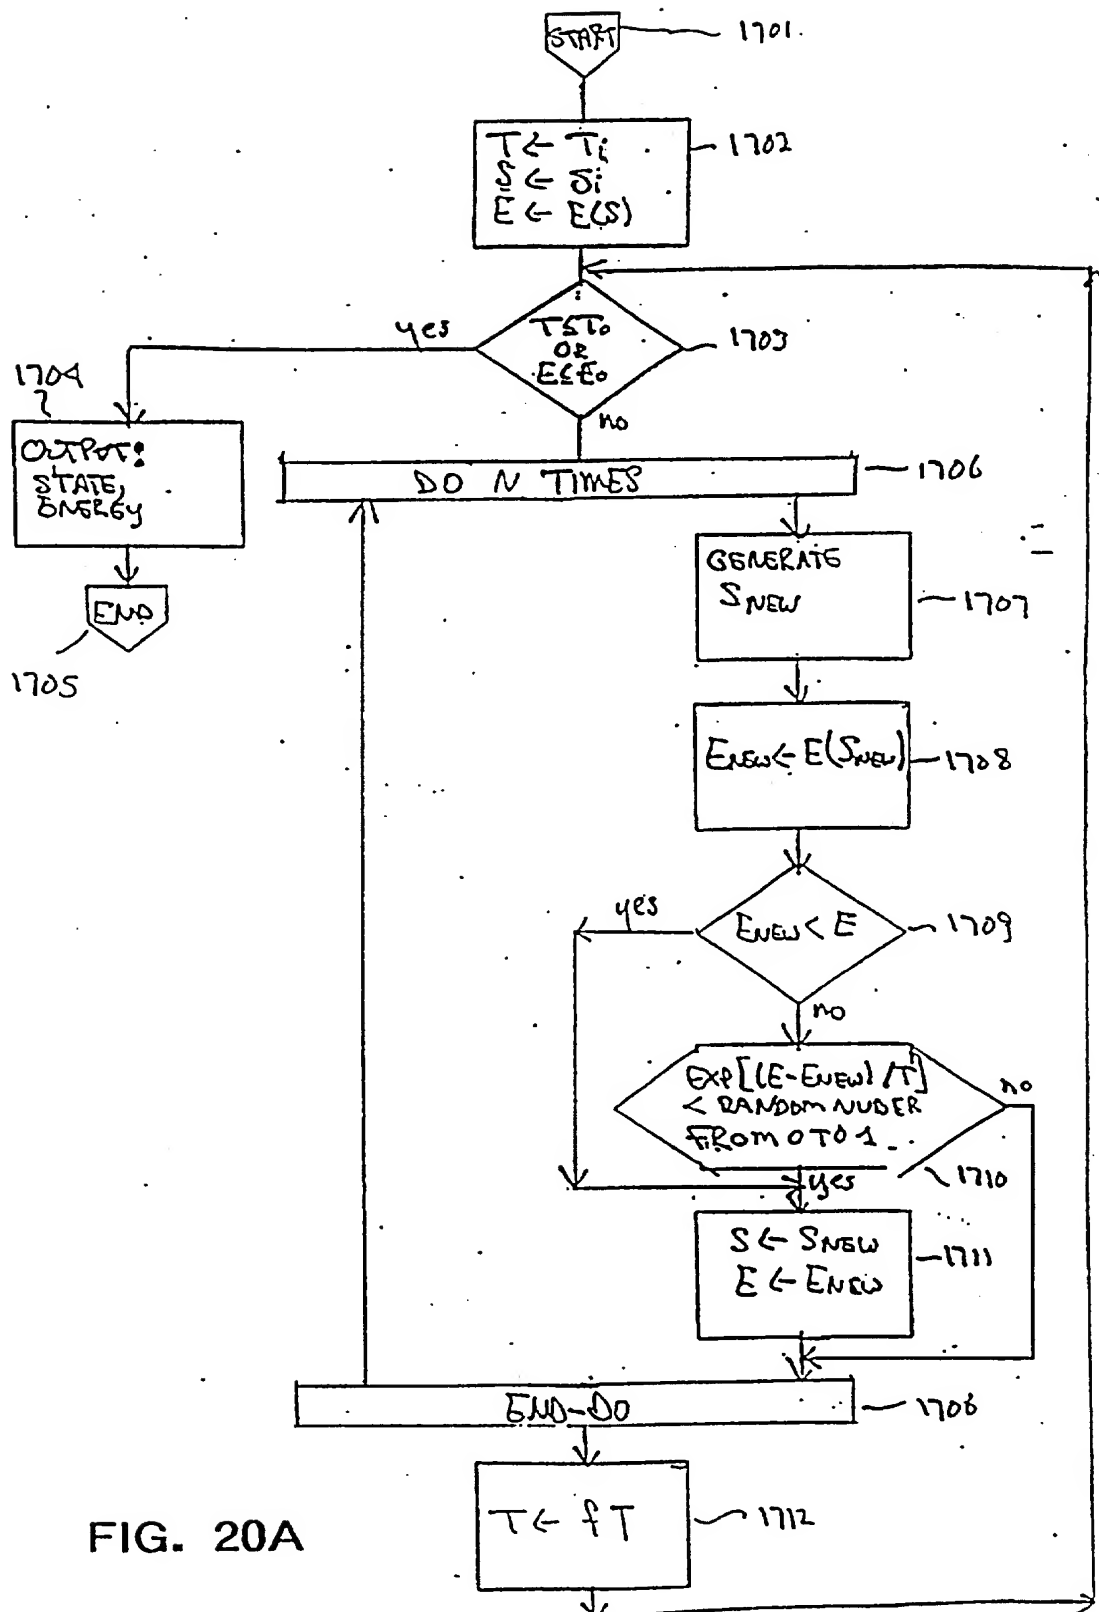 START
1701.
T ← Ti
S ← Si
E ← E(S)
1702
T≤T₀
OR
E≤E₀
1703
yes
no
1704
OUTPUT:
STATE,
ENERGY
END
1705
DO N TIMES
1706
GENERATE
SNEW
1707
ENEW ← E(SNEW)
1708
ENEW < E
1709
yes
no
EXP[(E-ENEW)/T]
< RANDOM NUBER
FROM 0 TO 1
no
1710
yes
S ← SNEW
E ← ENEW
1711
END-DO
1706
T ← fT
1712
FIG. 20A